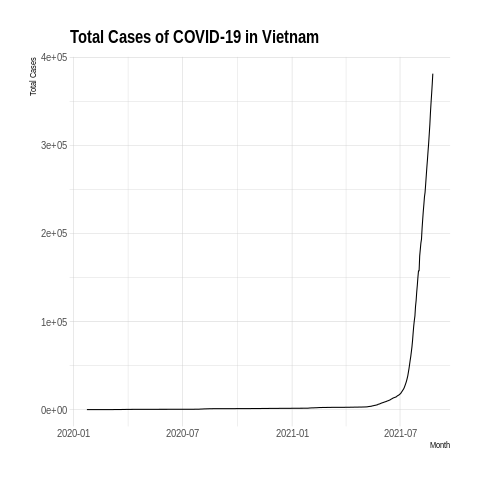 Total Cases of COVID-19 in Vietnam
Total Cases
4e+05
3e+05
2e+05
1e+05
0e+00
2020-01 2020-07 2021-01 2021-07
Month